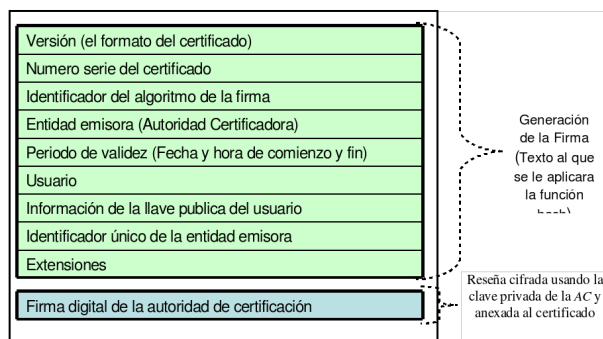 Versión (el formato del certificado)
Numero serie del certificado
Identificador del algoritmo de la firma
Entidad emisora (Autoridad Certificadora)
Periodo de validez (Fecha y hora de comienzo y fin)
Usuario
Información de la llave publica del usuario
Identificador único de la entidad emisora
Extensiones
Firma digital de la autoridad de certificación
Generación
de la Firma
(Texto al que
se le aplicara
la función
Reseña cifrada usando la
clave privada de la AC y
anexada al certificado